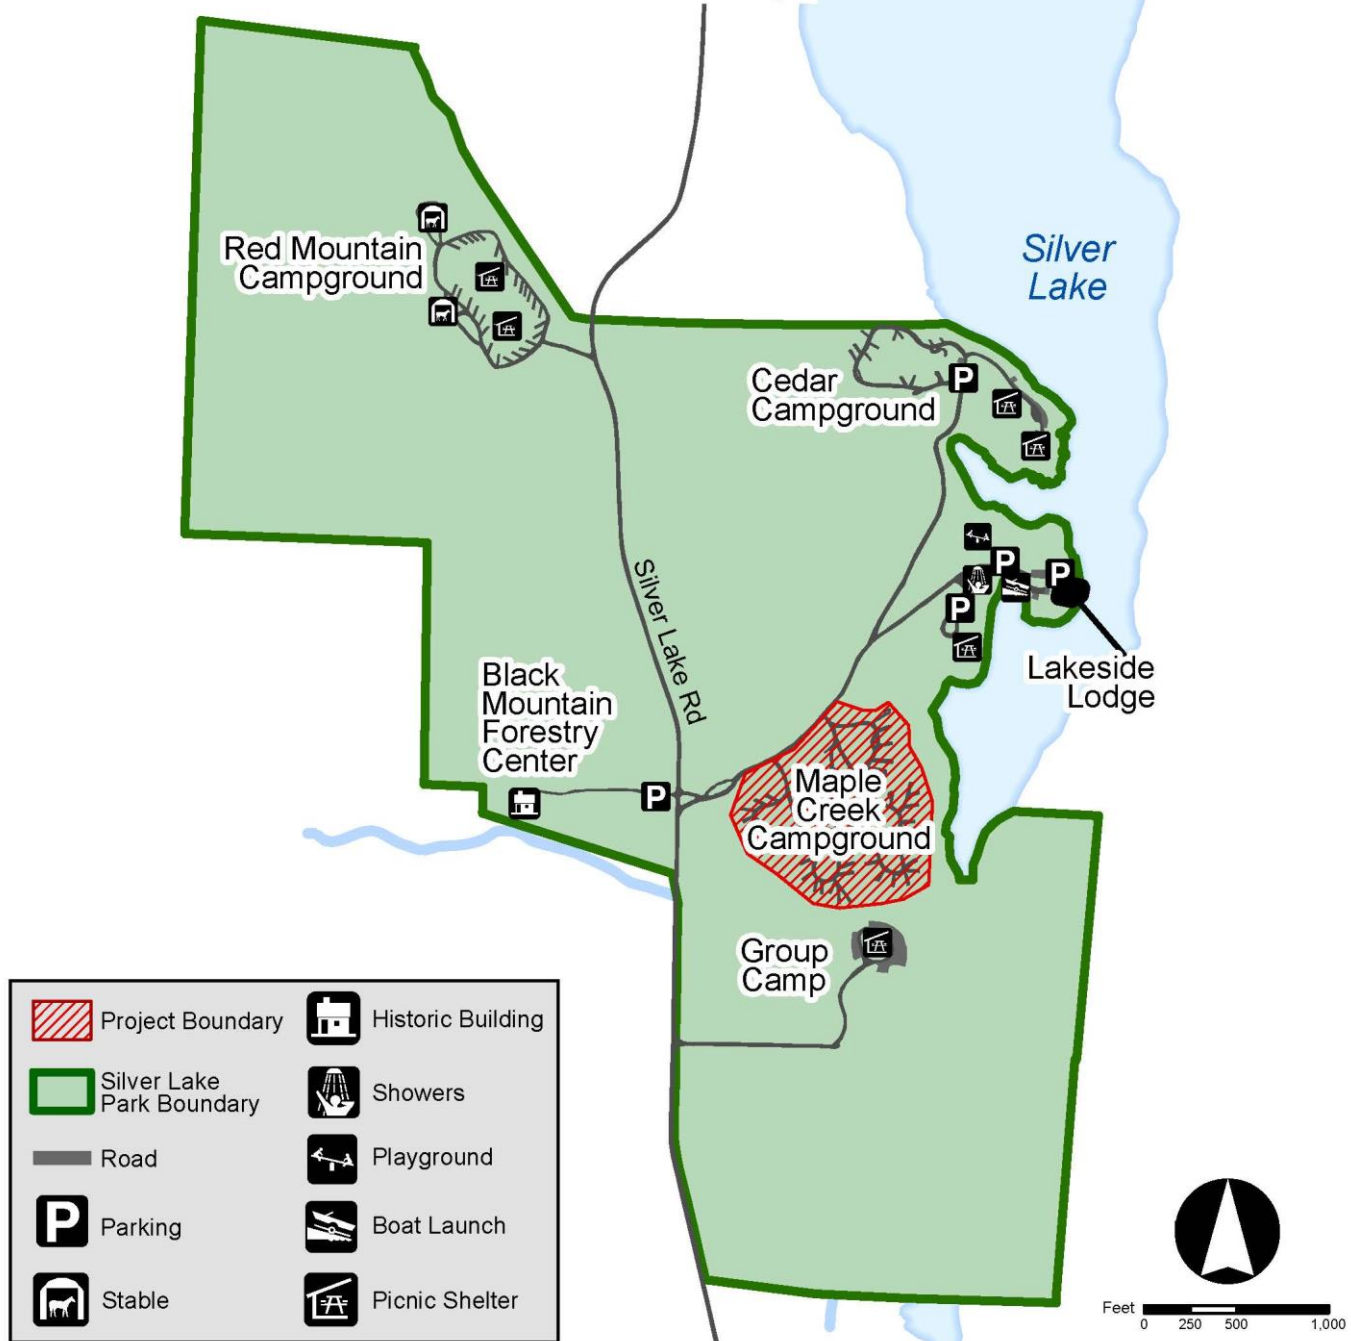 Silver
Lake
Red Mountain
Campground
Cedar
Campground
P
P
P
P
Silver Lake Rd
Lakeside
Lodge
Black
Mountain
Forestry
Center
P
Maple
Creek
Campground
Group
Camp
Project Boundary
Historic Building
Silver Lake
Park Boundary
Showers
Road
Playground
P
Parking
Boat Launch
Stable
Picnic Shelter
Feet
0 250 500 1,000